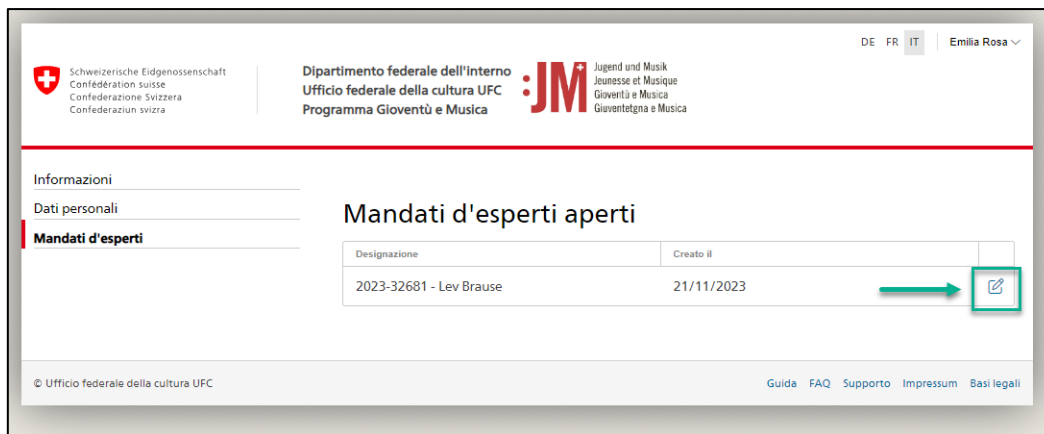 DE FR IT Emilia Rosa
Schweizerische Eidgenossenschaft
Confédération suisse
Confederazione Svizzera
Confederaziun svizra
Dipartimento federale dell'interno
Ufficio federale della cultura UFC
Programma Gioventù e Musica
JM
Jugend und Musik
Jeunesse et Musique
Gioventù e Musica
Giuventetgna e Musica
Informazioni
Dati personali
Mandati d'esperti
Mandati d'esperti aperti
Designazione Creato il
2023-32681 - Lev Brause 21/11/2023
© Ufficio federale della cultura UFC
Guida FAQ Supporto Impressum Basi legali